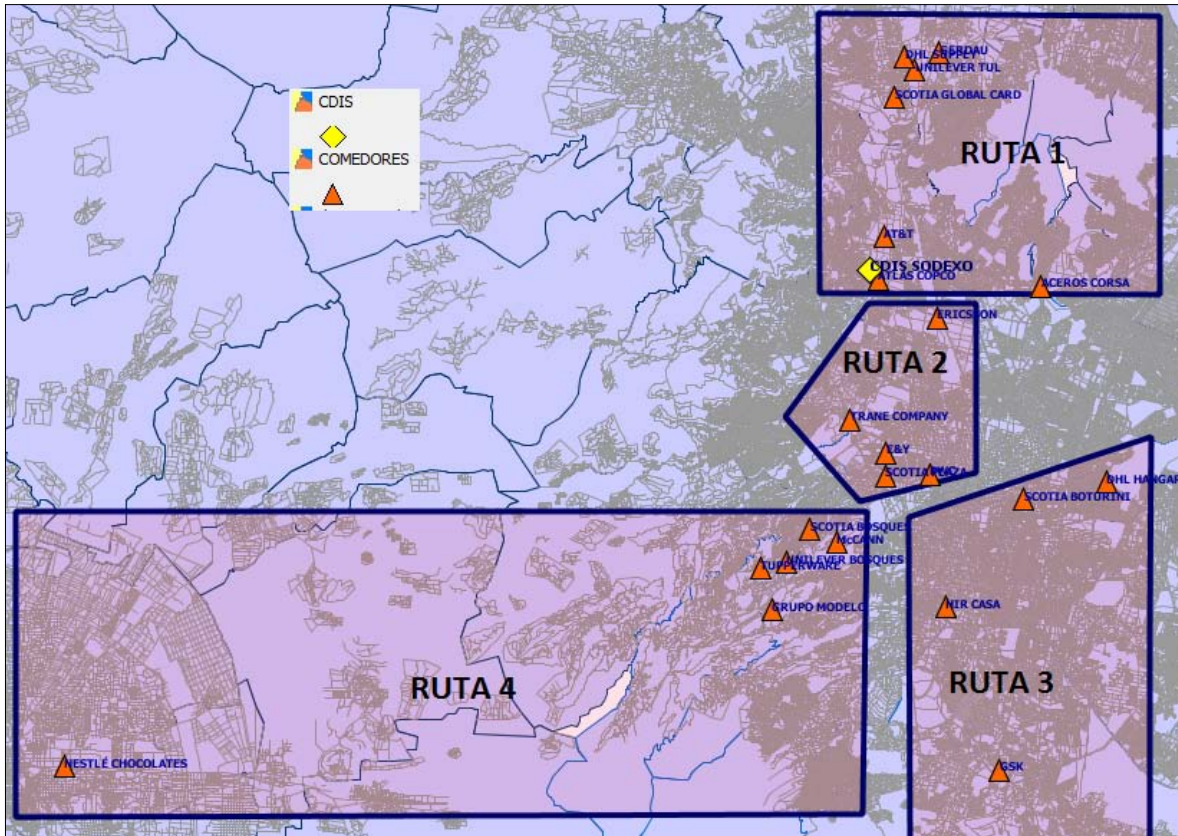 CDIS
COMEDORES
GERDAU
DHL SUPPLY
UNILEVER TUL
SCOTIA GLOBAL CARD
RUTA 1
AT&T
CDIS SODEXO
ATLAS COPCO
ACEROS CORSA
ERICSSON
RUTA 2
TRANE COMPANY
E&Y
SCOTIA PLAZA
DHL HANGAR
SCOTIA BOTURINI
SCOTIA BOSQUES
McCANN
UNILEVER BOSQUES
TUPPERWARE
GRUPO MODELO
HIR CASA
RUTA 4
RUTA 3
NESTLÉ CHOCOLATES
GSK